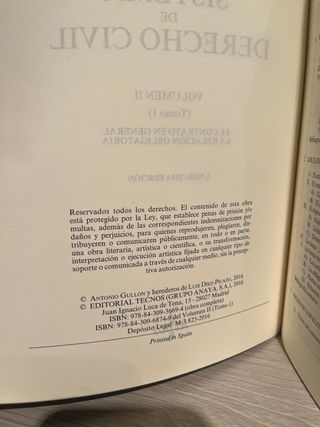 SISTEMA
DE
DERECHO CIVIL
VOLUMEN II
(Tomo 1)
EL CONTRATO EN GENERAL
LA RELACIÓN OBLIGATORIA
UNDÉCIMA EDICIÓN
Reservados todos los derechos. El contenido de esta obra
está protegido por la Ley, que establece penas de prisión y/o
multas, además de las correspondientes indemnizaciones por
daños y perjuicios, para quienes reprodujeren, plagiaren, dis-
tribuyeren o comunicaren públicamente, en todo o en parte,
una obra literaria, artística o científica, o su transformación,
interpretación o ejecución artística fijada en cualquier tipo de
soporte o comunicada a través de cualquier medio, sin la precep-
tiva autorización.
© ANTONIO GULLÓN y herederos de LUIS DÍEZ-PICAZO, 2016
© EDITORIAL TECNOS (GRUPO ANAYA, S.A.), 2016
Juan Ignacio Luca de Tena, 15 - 28027 Madrid
ISBN: 978-84-309-3669-4 (obra completa)
ISBN: 978-84-309-6874-9 del Volumen II (Tomo 1)
Depósito Legal: M-3.823-2016
Printed in Spain